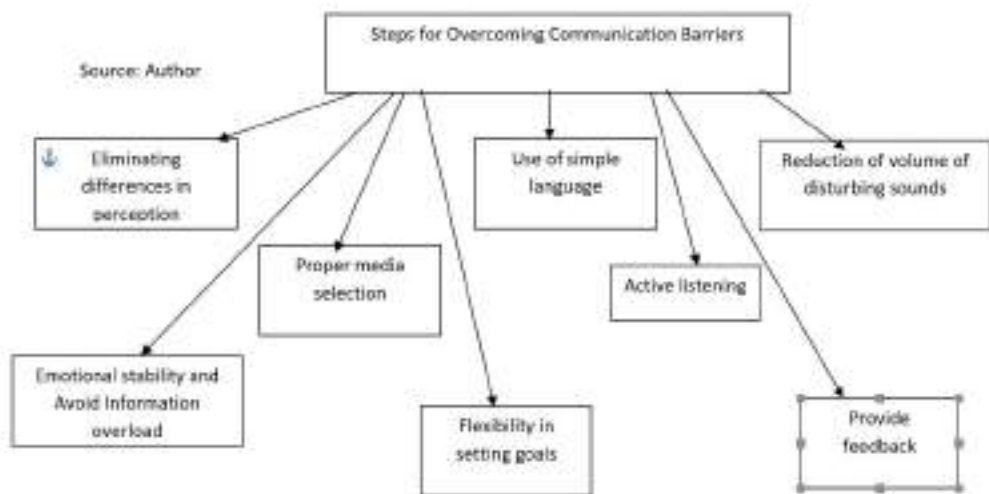 Steps for Overcoming Communication Barriers
Source: Author
Eliminating
differences in
perception
Use of simple
language
Reduction of volume of
disturbing sounds
Proper media
selection
Active listening
Emotional stability and
Avoid Information
overload
Flexibility in
setting goals
Provide
feedback